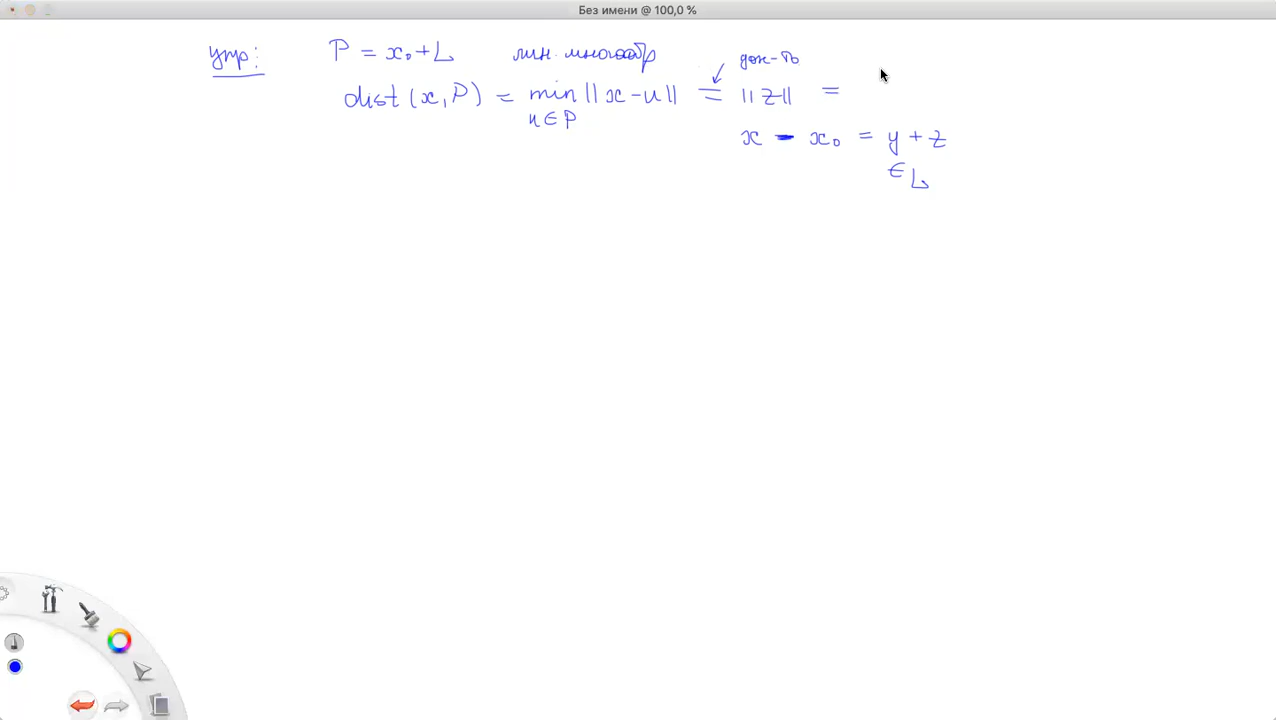 Без имени @ 100,0 %
упр: P = x₀ + L лин. многообр
док-ть
dist (x, P) = min ||x - u|| = ||z|| =
u ∈ P
x - x₀ = y + z
∈ L